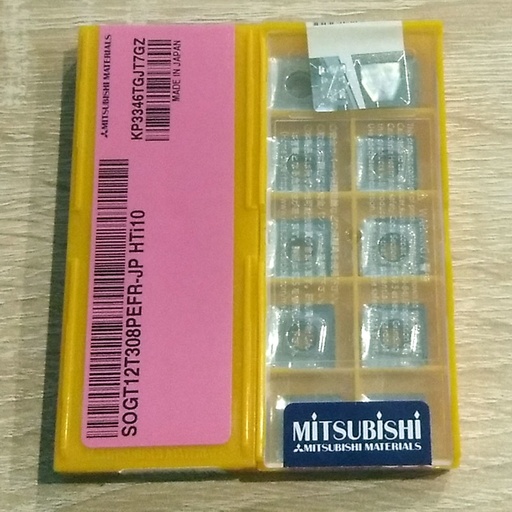 MITSUBISHI MATERIALS
KP3346TGJT7GZ
MADE IN JAPAN
SOGT12T308PEFR-JP HTi10
MITSUBISHI
MITSUBISHI MATERIALS